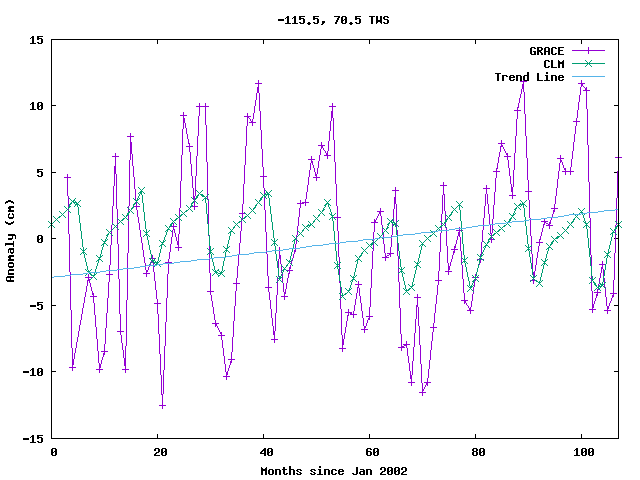 -115.5, 70.5 TWS
GRACE
CLM
Trend Line
15
10
5
0
-5
-10
-15
Anomaly (cm)
0 20 40 60 80 100
Months since Jan 2002